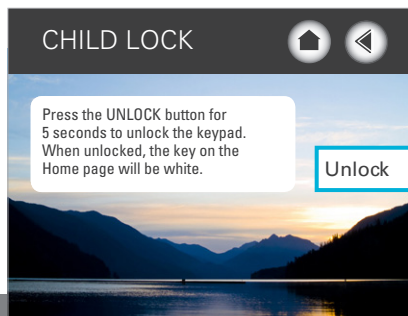 CHILD LOCK
Press the UNLOCK button for
5 seconds to unlock the keypad.
When unlocked, the key on the
Home page will be white.
Unlock